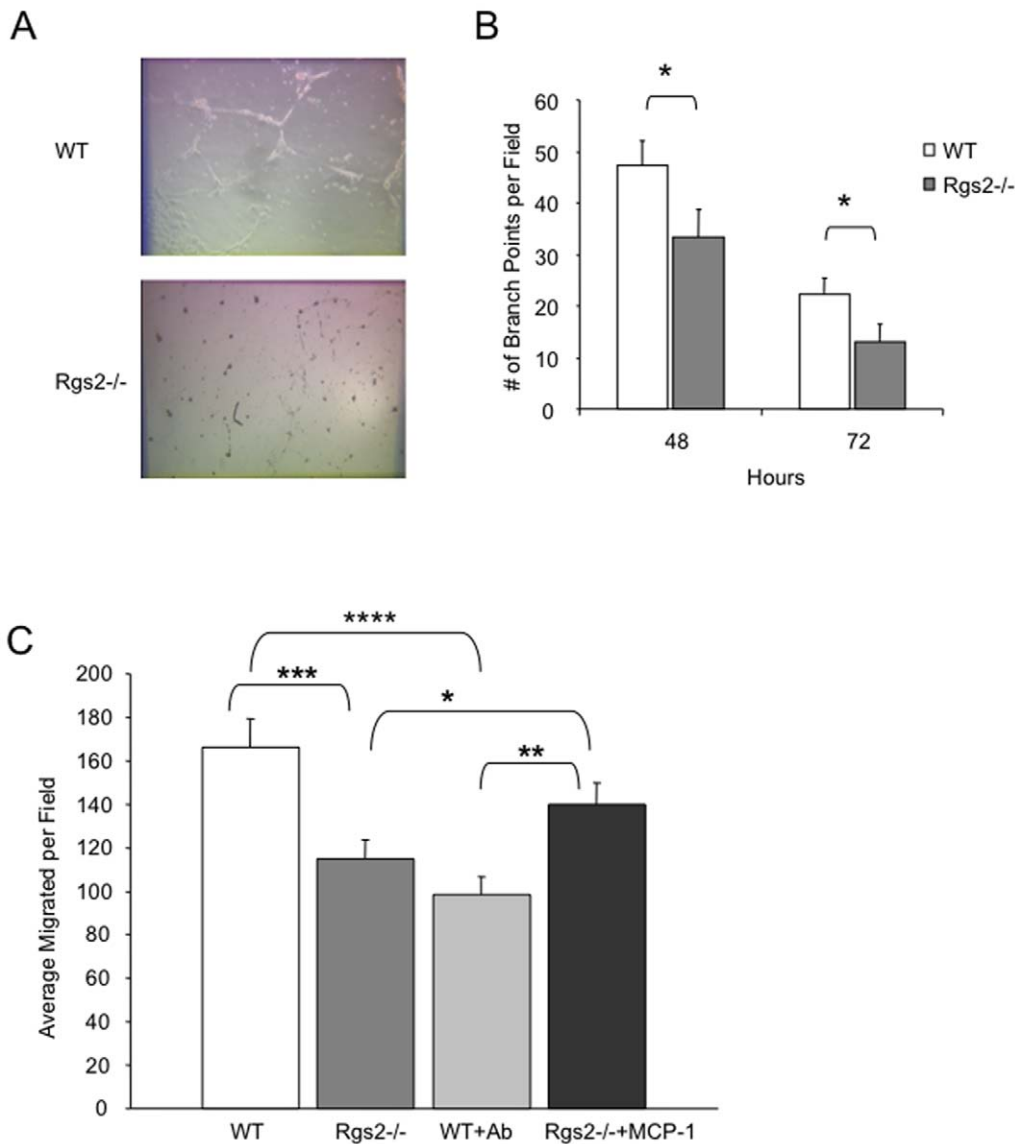 A
WT
Rgs2-/-
B
# of Branch Points per Field
60
50
40
30
20
10
0
*
*
WT
Rgs2-/-
48
72
Hours
C
Average Migrated per Field
200
180
160
140
120
100
80
60
40
20
0
****
***
*
**
WT
Rgs2-/-
WT+Ab
Rgs2-/-+MCP-1